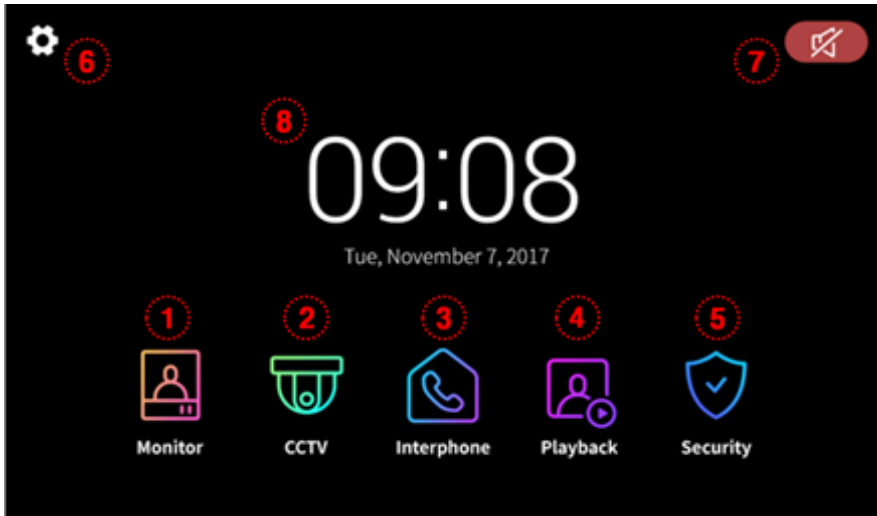 6
7
8
09:08
Tue, November 7, 2017
1 2 3 4 5
Monitor CCTV Interphone Playback Security